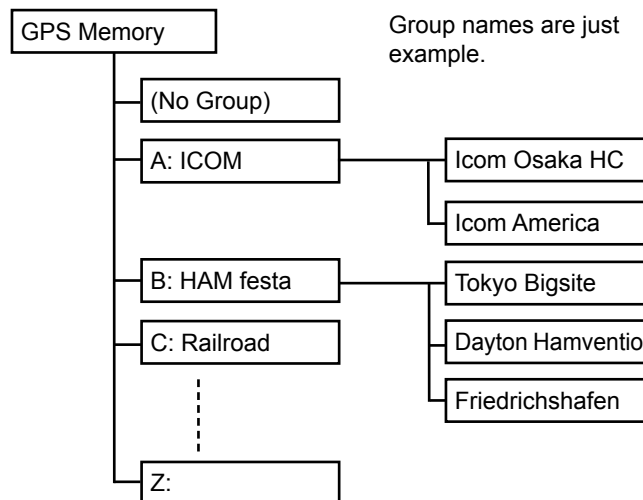 GPS Memory
Group names are just
example.
(No Group)
A: ICOM
Icom Osaka HC
Icom America
B: HAM festa
Tokyo Bigsite
C: Railroad
Dayton Hamventio
Friedrichshafen
Z: